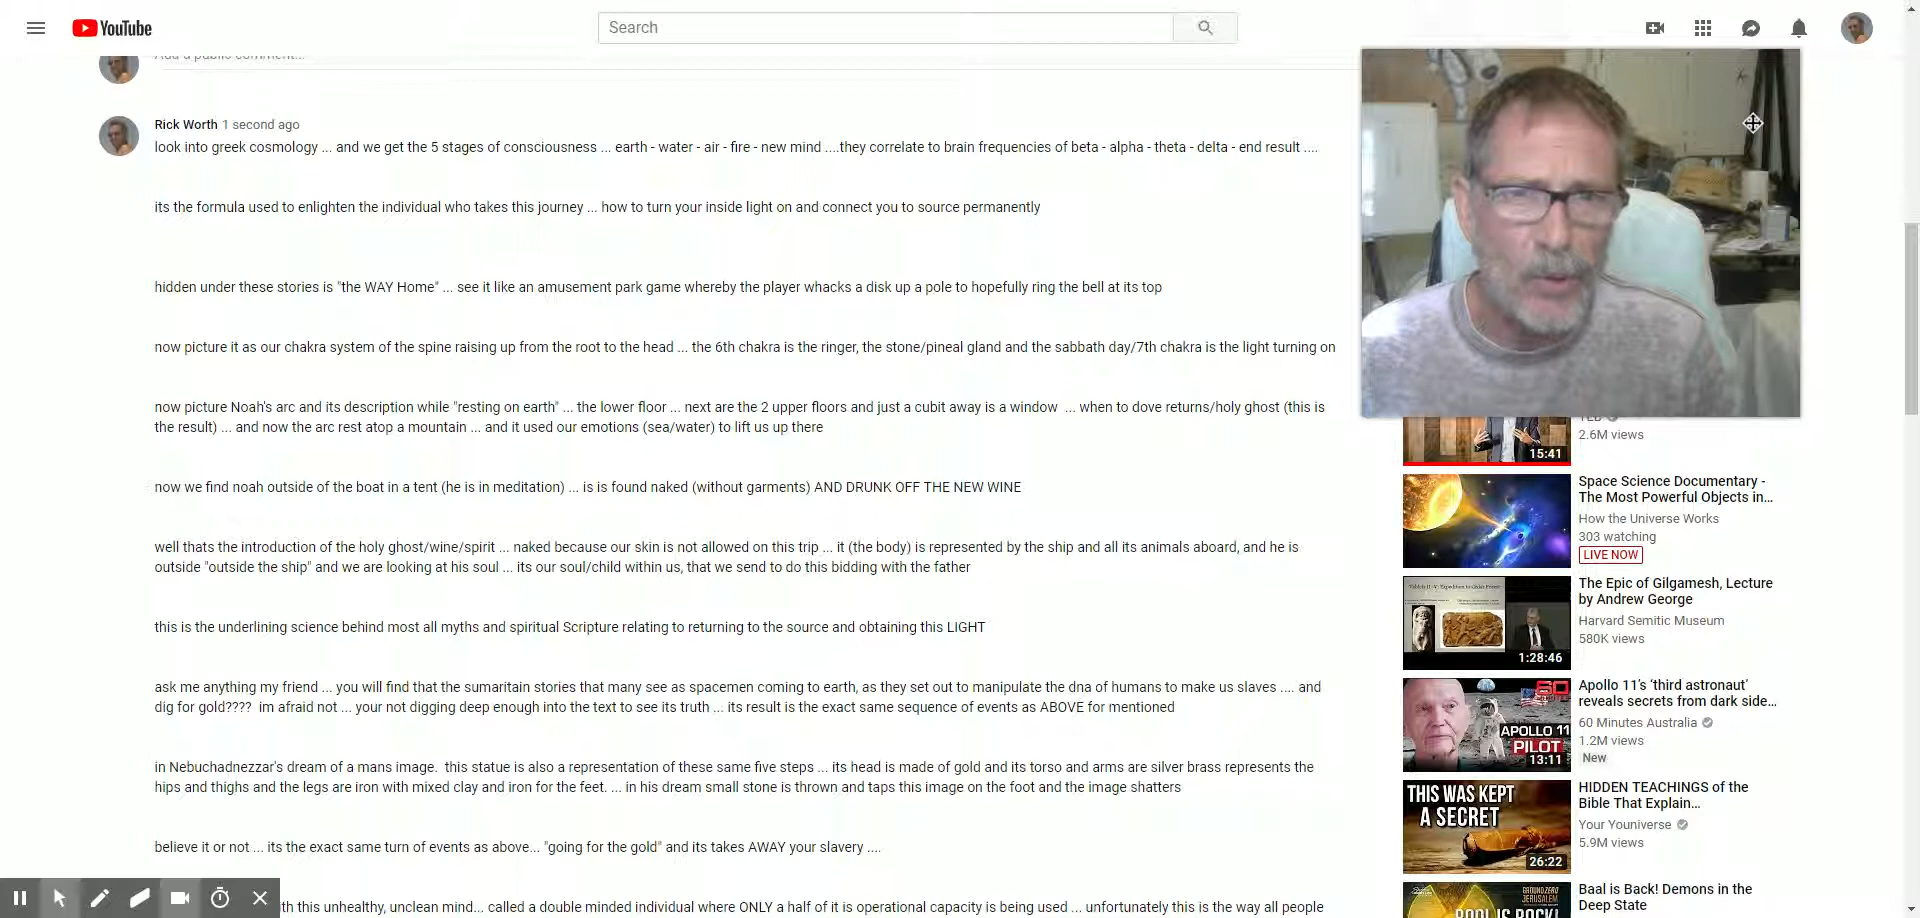 YouTube
Search
Add a public comment...
Rick Worth 1 second ago
look into greek cosmology ... and we get the 5 stages of consciousness ... earth - water - air - fire - new mind ....they correlate to brain frequencies of beta - alpha - theta - delta - end result ....
its the formula used to enlighten the individual who takes this journey ... how to turn your inside light on and connect you to source permanently
hidden under these stories is "the WAY Home" ... see it like an amusement park game whereby the player whacks a disk up a pole to hopefully ring the bell at its top
now picture it as our chakra system of the spine raising up from the root to the head ... the 6th chakra is the ringer, the stone/pineal gland and the sabbath day/7th chakra is the light turning on
now picture Noah's arc and its description while "resting on earth" ... the lower floor ... next are the 2 upper floors and just a cubit away is a window ... when to dove returns/holy ghost (this is
the result) ... and now the arc rest atop a mountain ... and it used our emotions (sea/water) to lift us up there
now we find noah outside of the boat in a tent (he is in meditation) ... is is found naked (without garments) AND DRUNK OFF THE NEW WINE
well thats the introduction of the holy ghost/wine/spirit ... naked because our skin is not allowed on this trip ... it (the body) is represented by the ship and all its animals aboard, and he is
outside "outside the ship" and we are looking at his soul ... its our soul/child within us, that we send to do this bidding with the father
this is the underlining science behind most all myths and spiritual Scripture relating to returning to the source and obtaining this LIGHT
ask me anything my friend ... you will find that the sumaritain stories that many see as spacemen coming to earth, as they set out to manipulate the dna of humans to make us slaves .... and
dig for gold???? im afraid not ... your not digging deep enough into the text to see its truth ... its result is the exact same sequence of events as ABOVE for mentioned
in Nebuchadnezzar's dream of a mans image. this statue is also a representation of these same five steps ... its head is made of gold and its torso and arms are silver brass represents the
hips and thighs and the legs are iron with mixed clay and iron for the feet. ... in his dream small stone is thrown and taps this image on the foot and the image shatters
believe it or not ... its the exact same turn of events as above... "going for the gold" and its takes AWAY your slavery ....
th this unhealthy, unclean mind... called a double minded individual where ONLY a half of it is operational capacity is being used ... unfortunately this is the way all people
2.6M views
15:41
Space Science Documentary -
The Most Powerful Objects in...
How the Universe Works
303 watching
LIVE NOW
The Epic of Gilgamesh, Lecture
by Andrew George
Harvard Semitic Museum
580K views
1:28:46
Apollo 11's 'third astronaut'
reveals secrets from dark side...
60 Minutes Australia
1.2M views
New
60
APOLLO 11
PILOT
13:11
HIDDEN TEACHINGS of the
Bible That Explain...
Your Youniverse
5.9M views
THIS WAS KEPT
A SECRET
26:22
Baal is Back! Demons in the
Deep State
GROUND ZERO
JERUSALEM